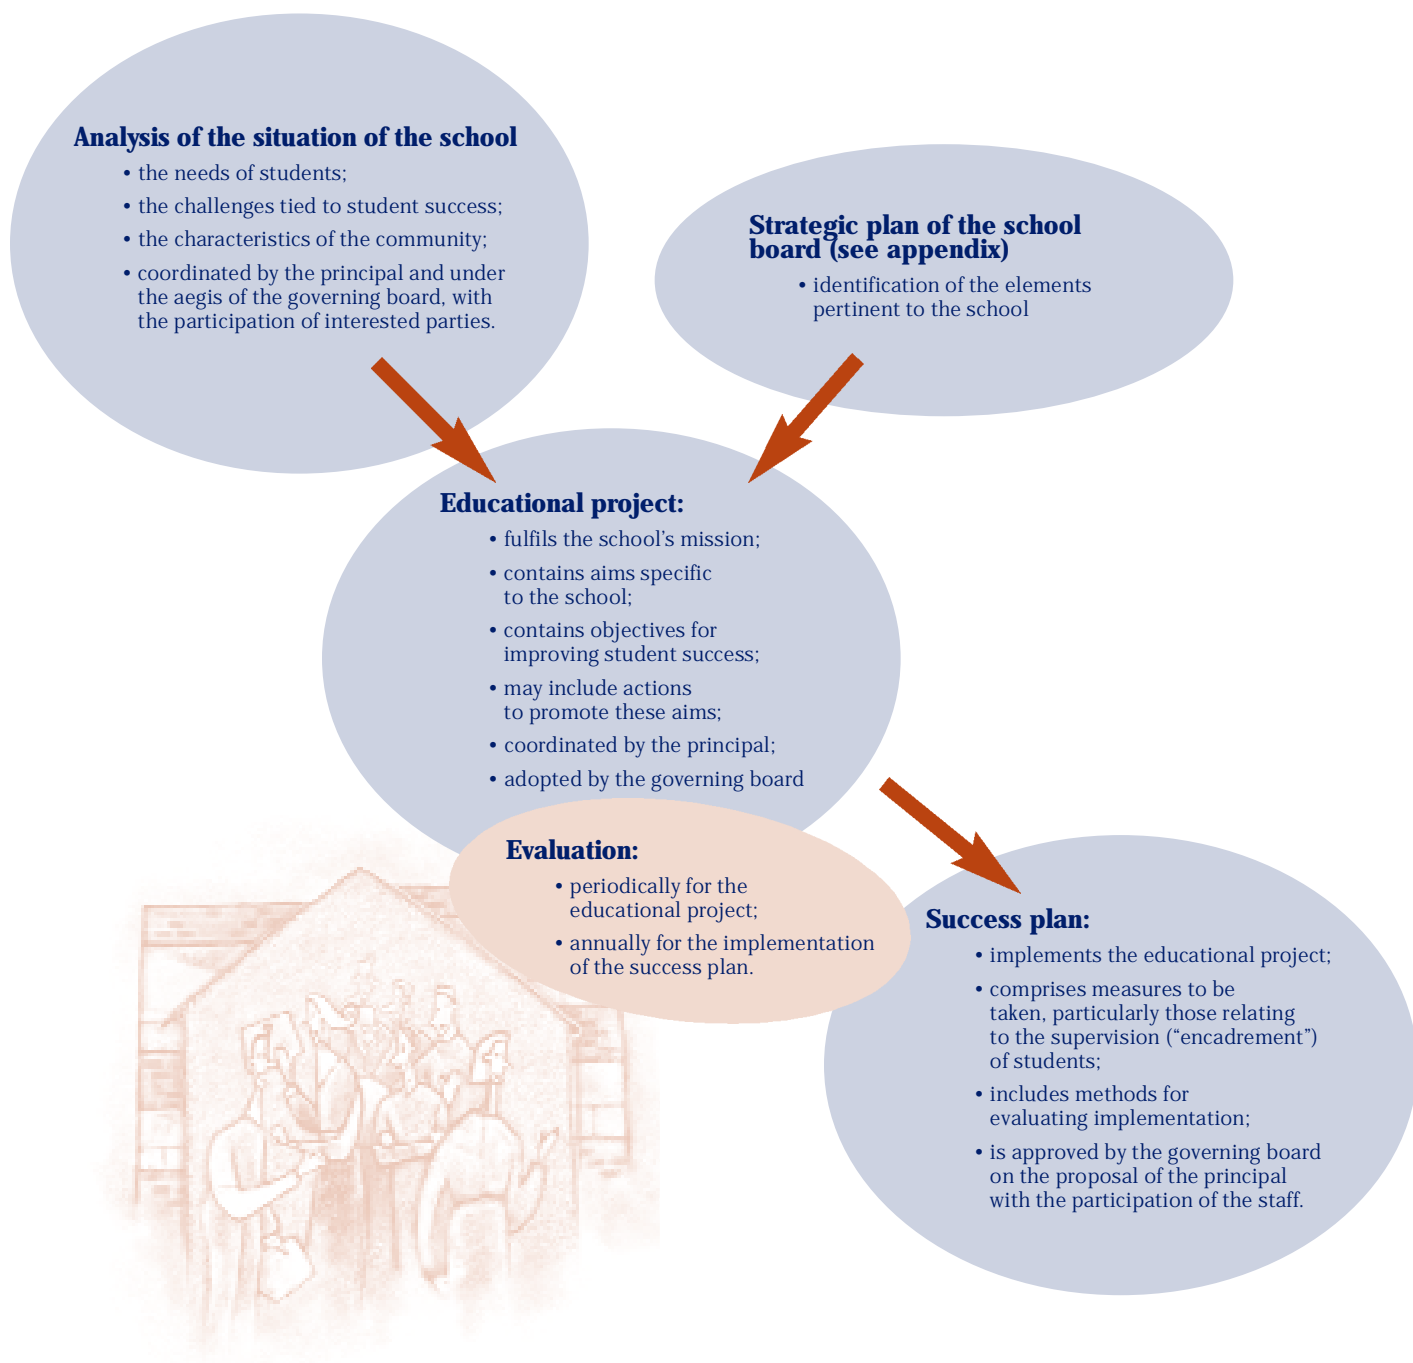 Analysis of the situation of the school
• the needs of students;
• the challenges tied to student success;
• the characteristics of the community;
• coordinated by the principal and under
the aegis of the governing board, with
the participation of interested parties.
Strategic plan of the school
board (see appendix)
• identification of the elements
pertinent to the school
Educational project:
• fulfils the school’s mission;
• contains aims specific
to the school;
• contains objectives for
improving student success;
• may include actions
to promote these aims;
• coordinated by the principal;
• adopted by the governing board
Evaluation:
• periodically for the
educational project;
• annually for the implementation
of the success plan.
Success plan:
• implements the educational project;
• comprises measures to be
taken, particularly those relating
to the supervision (“encadrement”)
of students;
• includes methods for
evaluating implementation;
• is approved by the governing board
on the proposal of the principal
with the participation of the staff.